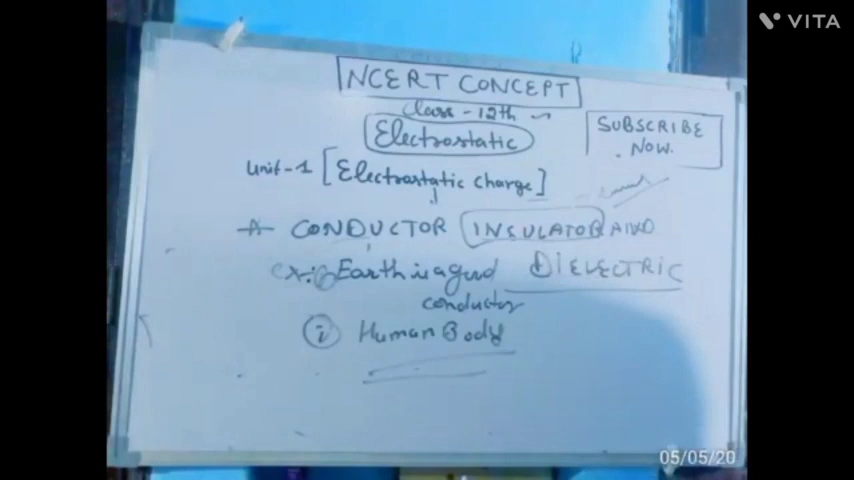 VITA
NCERT CONCEPT
Class - 12th
Electrostatic
SUBSCRIBE
NOW.
Unit-1 [Electrostatic Charge]
CONDUCTOR INSULATOR AND
DIELECTRIC
Ex:- Earth is a good
conductor
(i) Human Body
05/05/20